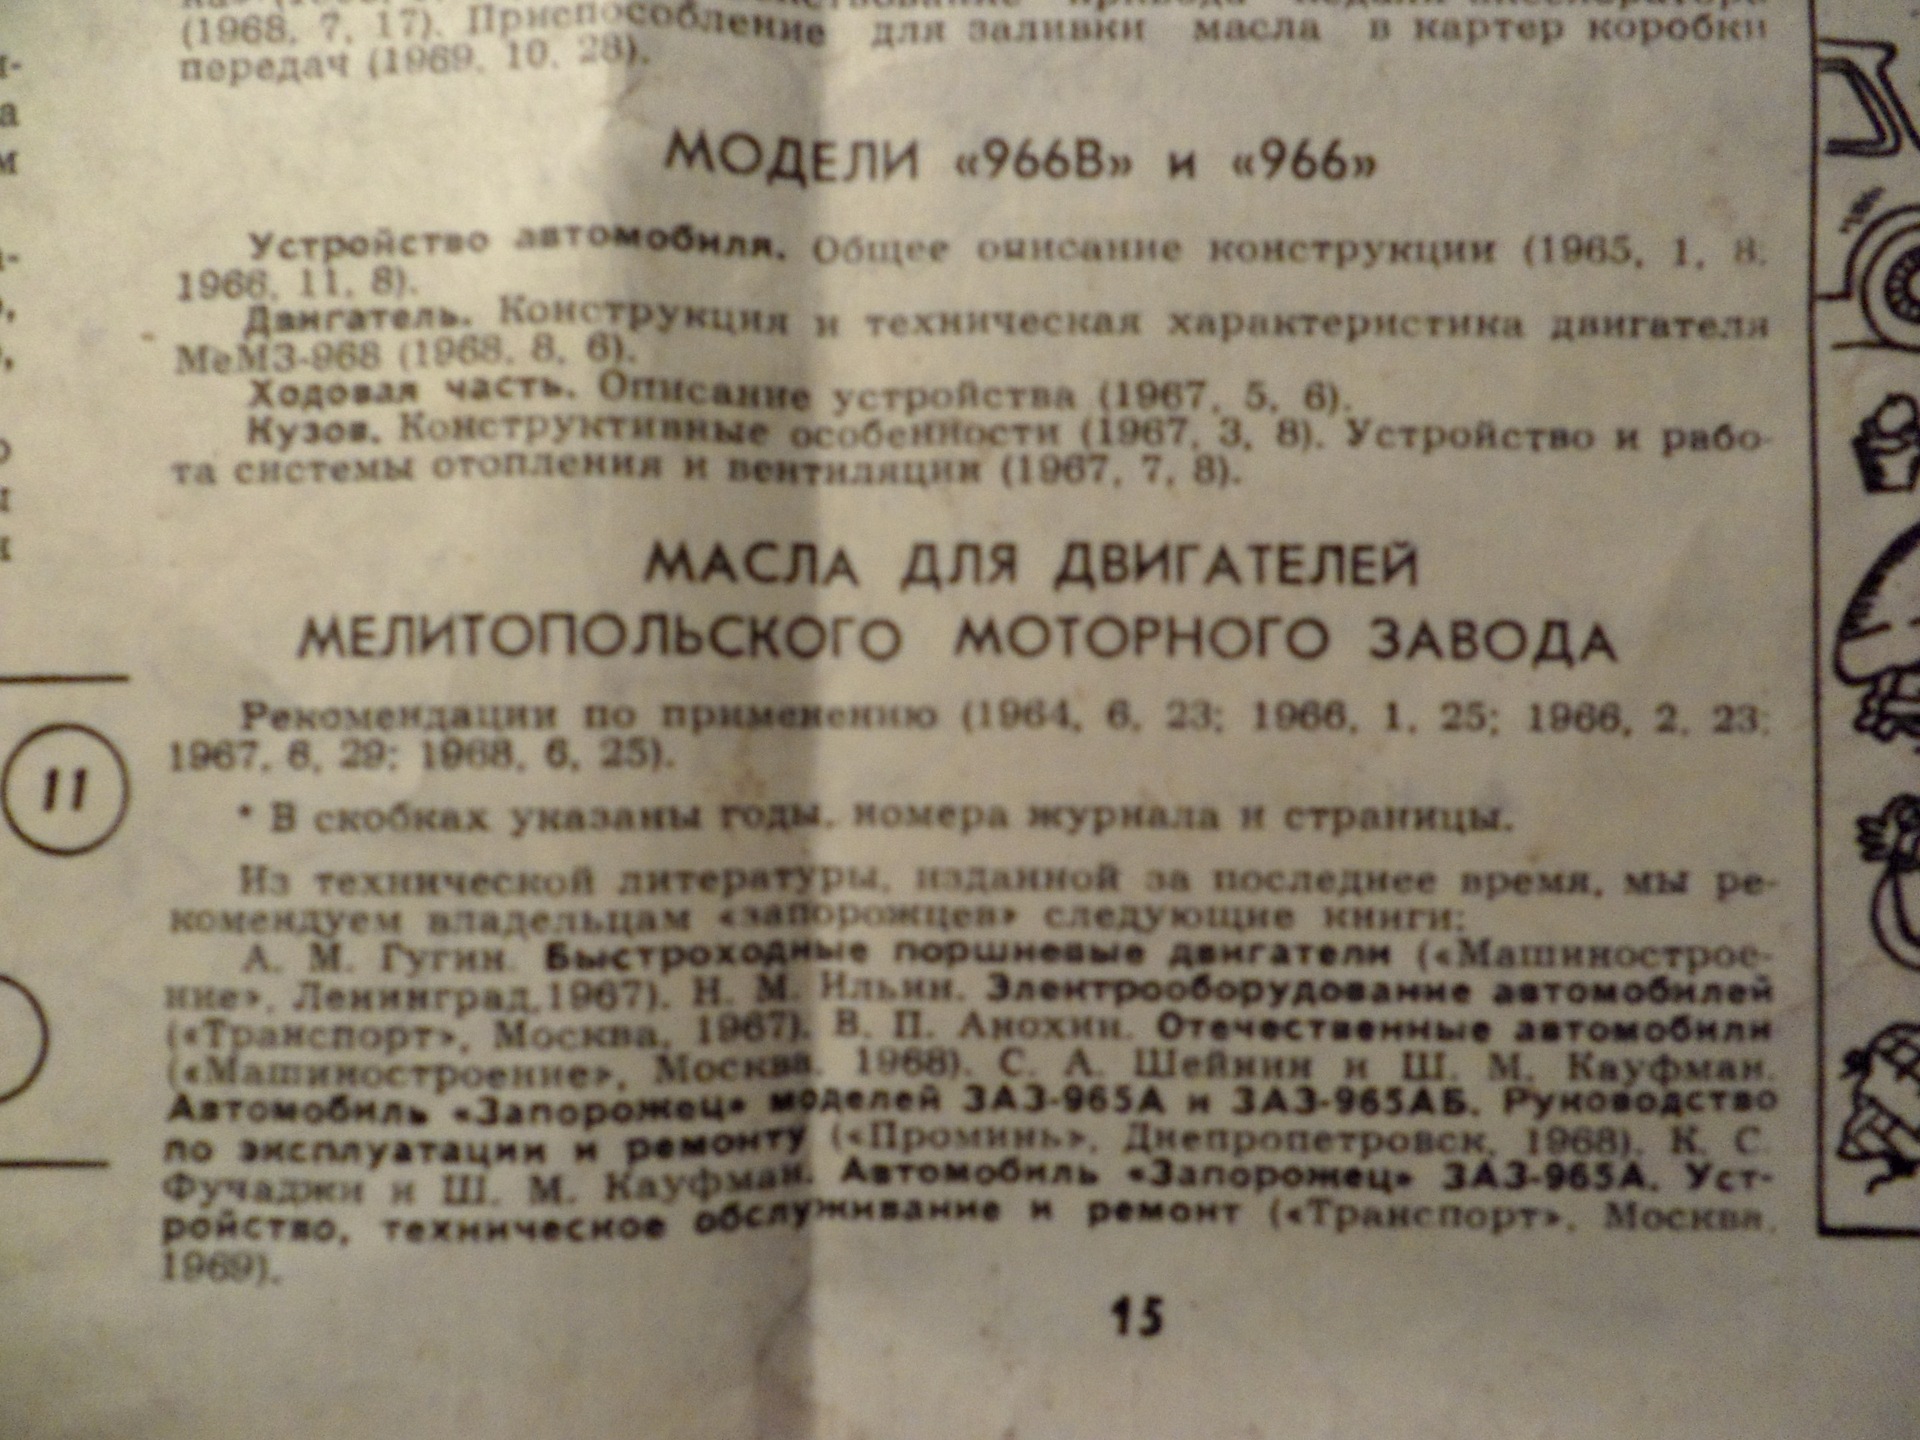 (1968, 7, 17). Приспособление для заливки масла в картер коробки
передач (1969, 10, 28).
МОДЕЛИ «966В» и «966»
Устройство автомобиля. Общее описание конструкции (1965, 1, 8;
1966, 11, 8).
Двигатель. Конструкция и техническая характеристика двигателя
МеМЗ-968 (1968, 8, 6).
Ходовая часть. Описание устройства (1967, 5, 6).
Кузов. Конструктивные особенности (1967, 3, 8). Устройство и рабо-
та системы отопления и вентиляции (1967, 7, 8).
МАСЛА ДЛЯ ДВИГАТЕЛЕЙ
МЕЛИТОПОЛЬСКОГО МОТОРНОГО ЗАВОДА
Рекомендации по применению (1964, 6, 23; 1966, 1, 25; 1966, 2, 23;
1967, 6, 29; 1968, 6, 25).
* В скобках указаны годы, номера журнала и страницы.
Из технической литературы, изданной за последнее время, мы ре-
комендуем владельцам «запорожцев» следующие книги:
А. М. Гугин. Быстроходные поршневые двигатели («Машинострое-
ние», Ленинград, 1967). Н. М. Ильин. Электрооборудование автомобилей
(«Транспорт», Москва, 1967). В. П. Анохин. Отечественные автомобили
(«Машиностроение», Москва, 1968). С. А. Шейнин и Ш. М. Кауфман.
Автомобиль «Запорожец» моделей ЗАЗ-965А и ЗАЗ-965АБ. Руководство
по эксплуатации и ремонту («Проминь», Днепропетровск, 1968). К. С.
Фучаджи и Ш. М. Кауфман. Автомобиль «Запорожец» ЗАЗ-965А. Уст-
ройство, техническое обслуживание и ремонт («Транспорт», Москва,
1969).
15
11